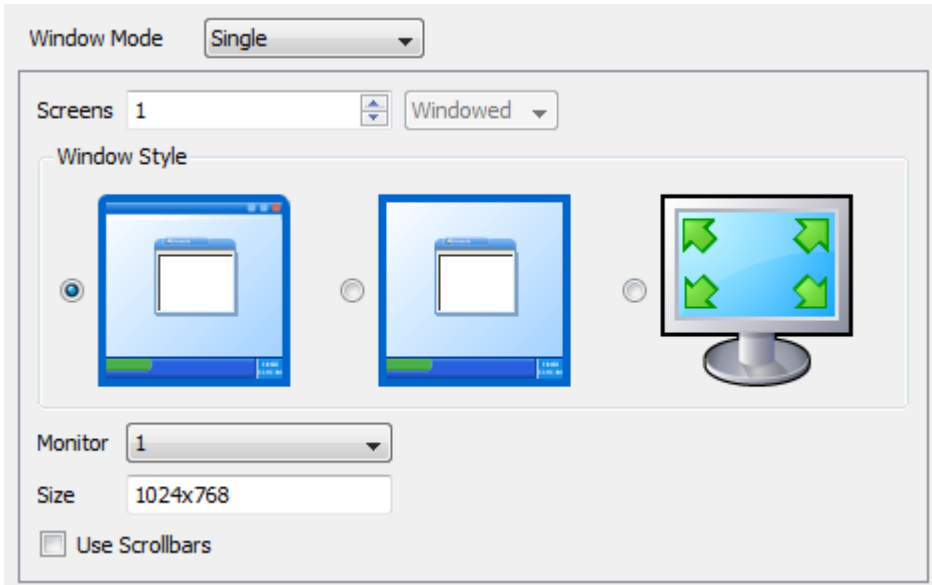 Window Mode Single
Screens 1 Windowed
Window Style
Monitor 1
Size 1024x768
Use Scrollbars